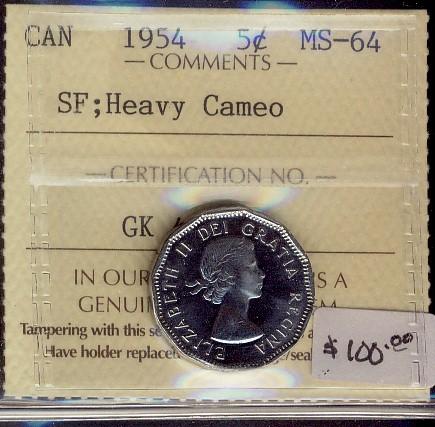 CAN 1954 5¢ MS-64
— COMMENTS —
SF;Heavy Cameo
— CERTIFICATION NO. —
GK
IN OUR S A
GENUI
Tampering with this se
Have holder replace
ELIZABETH II DEI GRATIA REGINA
$100.00